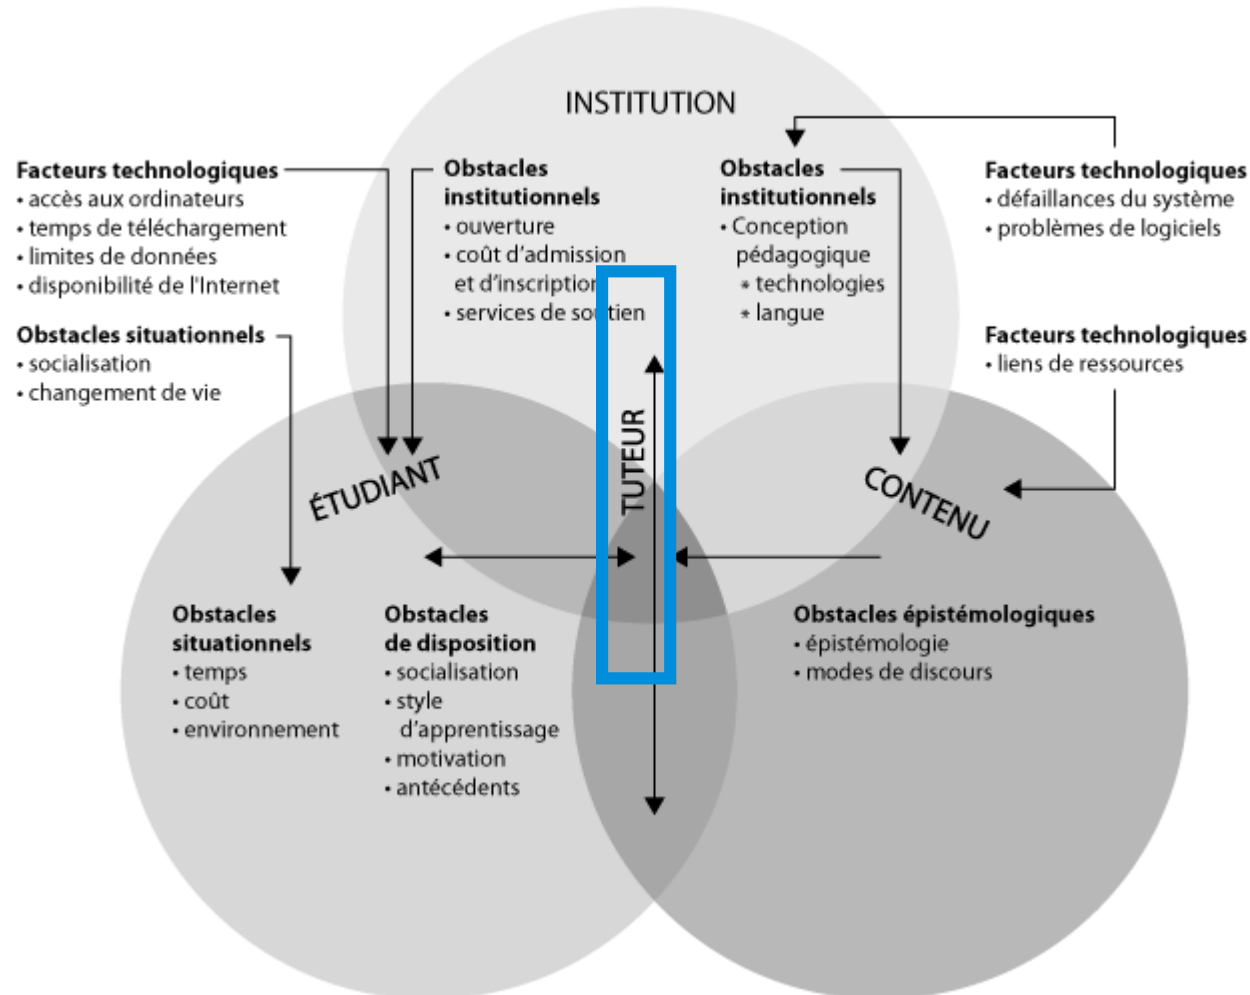 INSTITUTION
Facteurs technologiques
• accès aux ordinateurs
• temps de téléchargement
• limites de données
• disponibilité de l'Internet
Obstacles situationnels
• socialisation
• changement de vie
Obstacles
institutionnels
• ouverture
• coût d'admission
et d'inscription
• services de soutien
Obstacles
institutionnels
• Conception
pédagogique
* technologies
* langue
Facteurs technologiques
• défaillances du système
• problèmes de logiciels
Facteurs technologiques
• liens de ressources
ÉTUDIANT
TUTEUR
CONTENU
Obstacles
situationnels
• temps
• coût
• environnement
Obstacles
de disposition
• socialisation
• style
d'apprentissage
• motivation
• antécédents
Obstacles épistémologiques
• épistémologie
• modes de discours